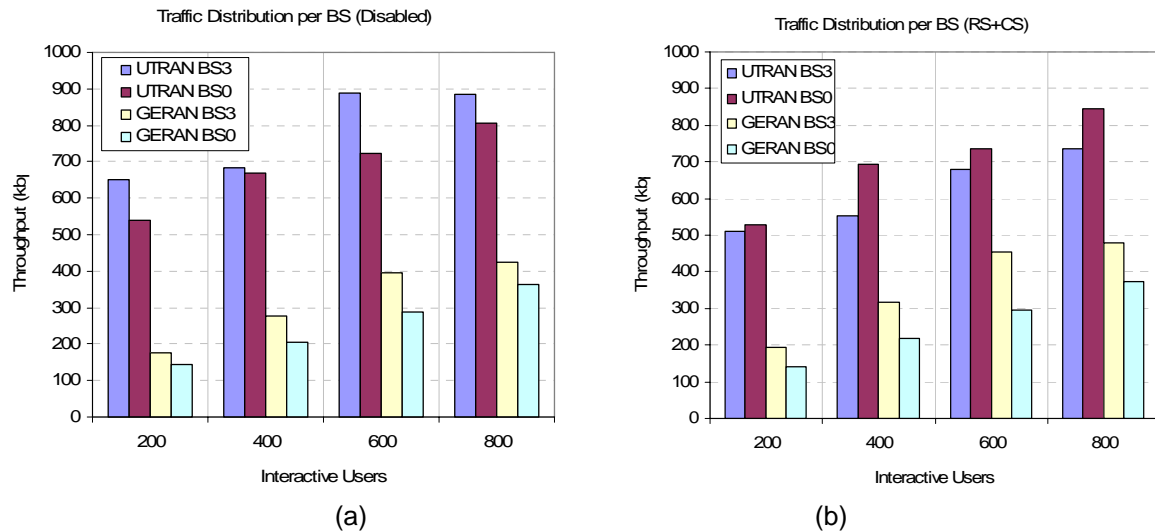 Traffic Distribution per BS (Disabled)
1000
900
800
700
600
500
400
300
200
100
0
Throughput (kb
UTRAN BS3
UTRAN BS0
GERAN BS3
GERAN BS0
200 400 600 800
Interactive Users
(a)
Traffic Distribution per BS (RS+CS)
1000
900
800
700
600
500
400
300
200
100
0
Throughput (kb
UTRAN BS3
UTRAN BS0
GERAN BS3
GERAN BS0
200 400 600 800
Interactive Users
(b)